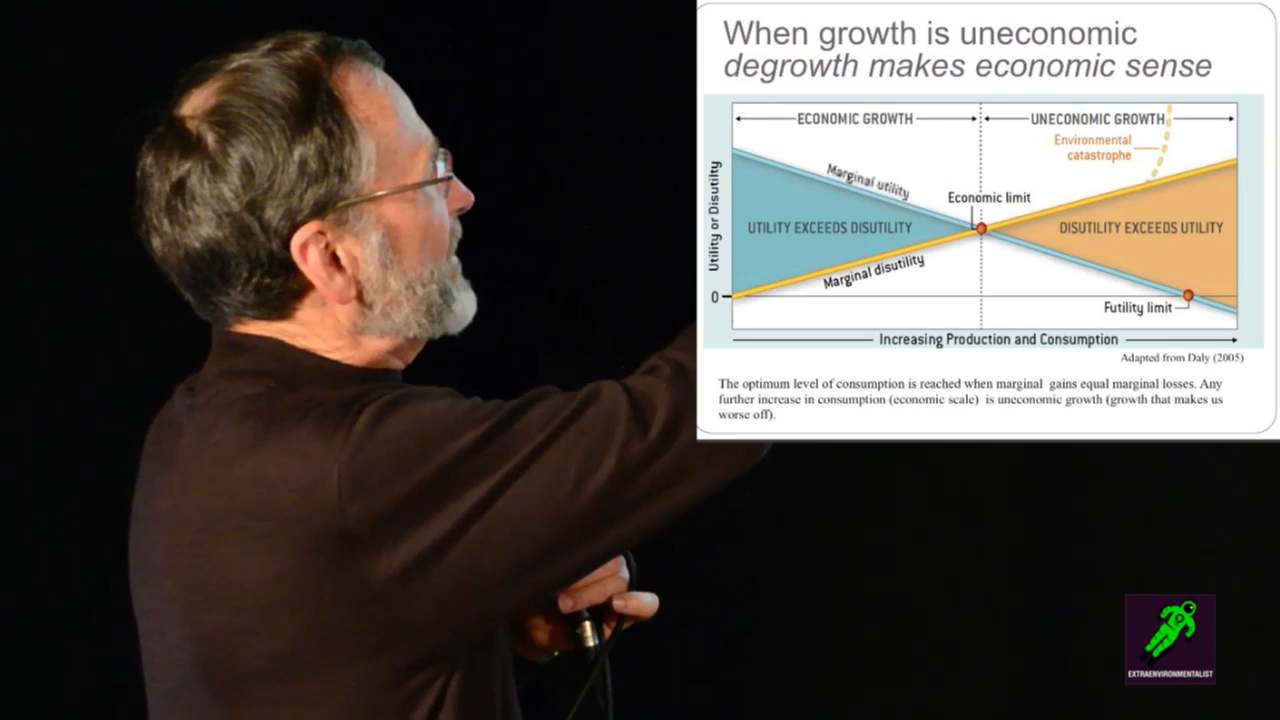 When growth is uneconomic
degrowth makes economic sense
ECONOMIC GROWTH
UNECONOMIC GROWTH
Environmental
catastrophe
Marginal utility
Economic limit
Utility or Disutilty
UTILITY EXCEEDS DISUTILITY
DISUTILITY EXCEEDS UTILITY
Marginal disutility
0
Futility limit
Increasing Production and Consumption
Adapted from Daly (2005)
The optimum level of consumption is reached when marginal gains equal marginal losses. Any
further increase in consumption (economic scale) is uneconomic growth (growth that makes us
worse off).
EXTRAENVIRONMENTALIST